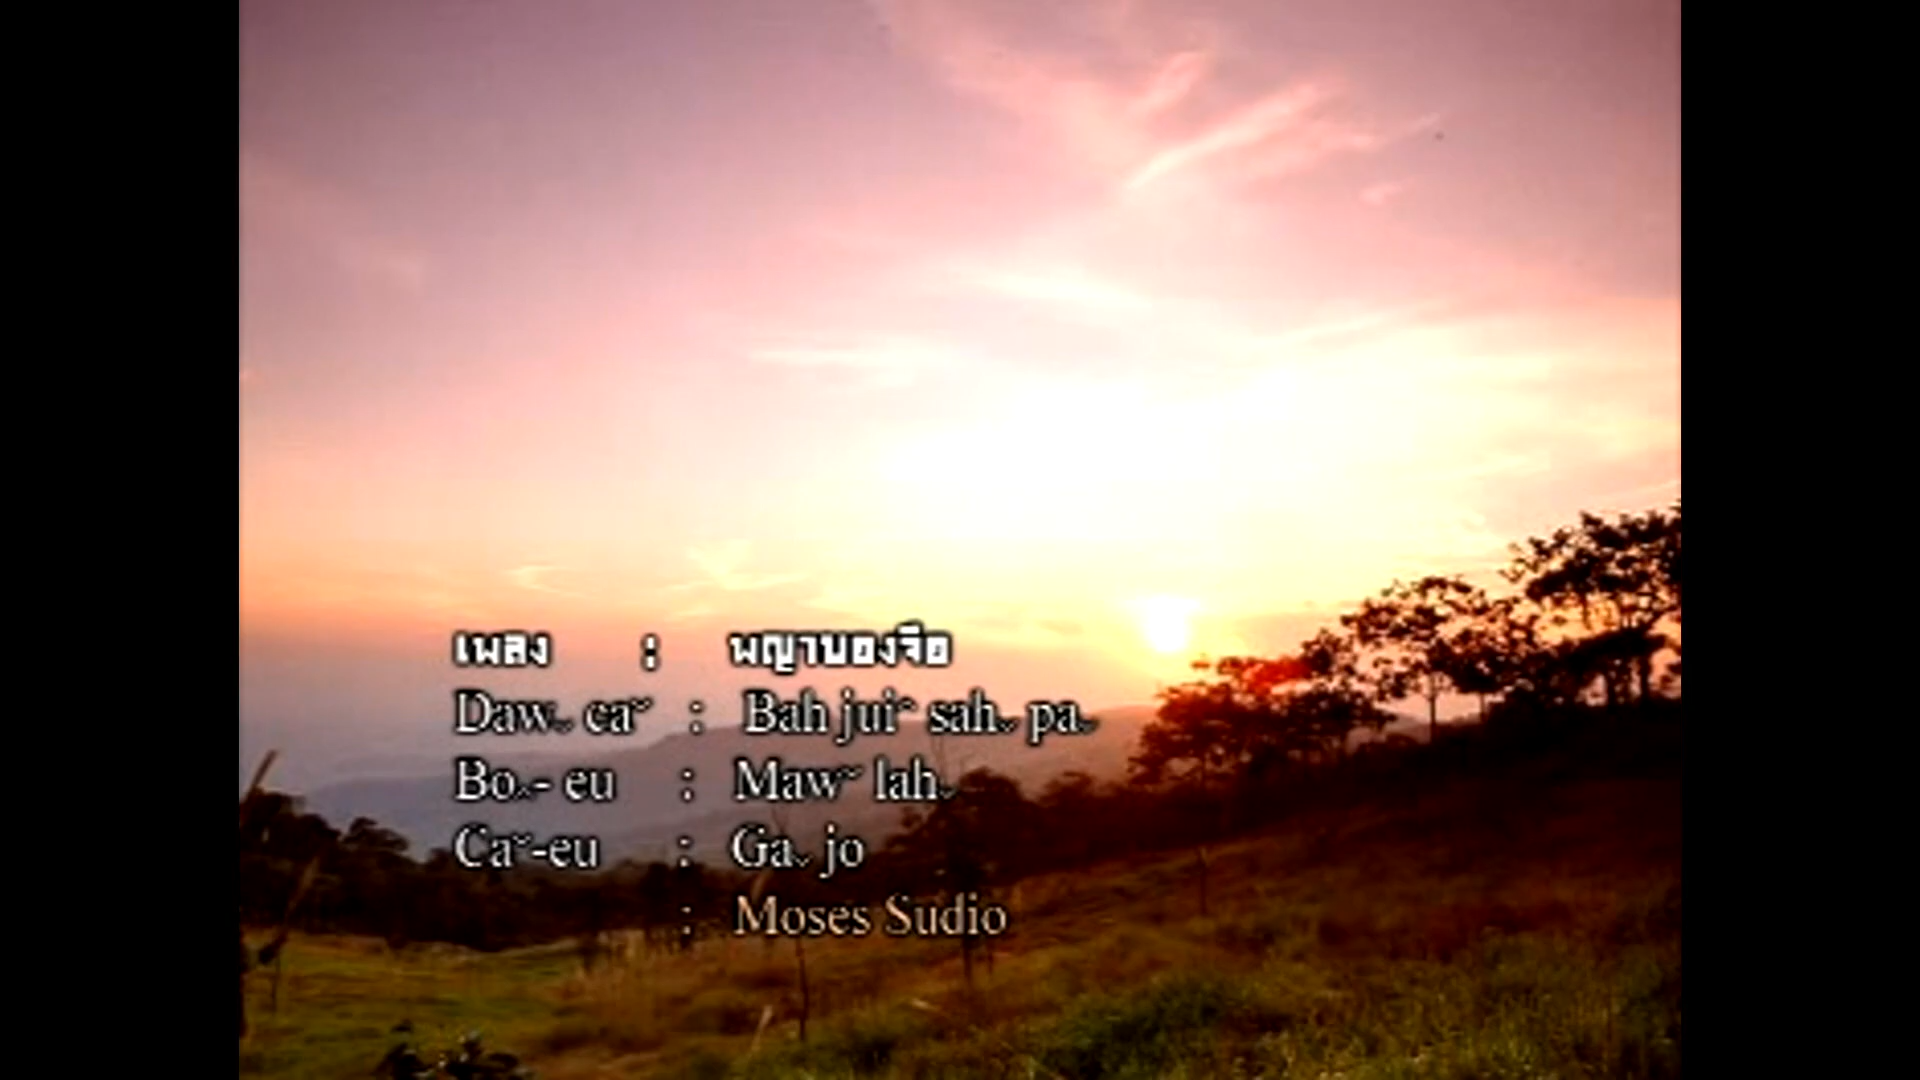 เพลง : พญาบองจือ
Daw˯ ca˘ : Bah jui^ sah˯ pa˯
Bo˰- eu : Maw˘ lah˯
Ca˘-eu : Ga˯ jo
: Moses Sudio